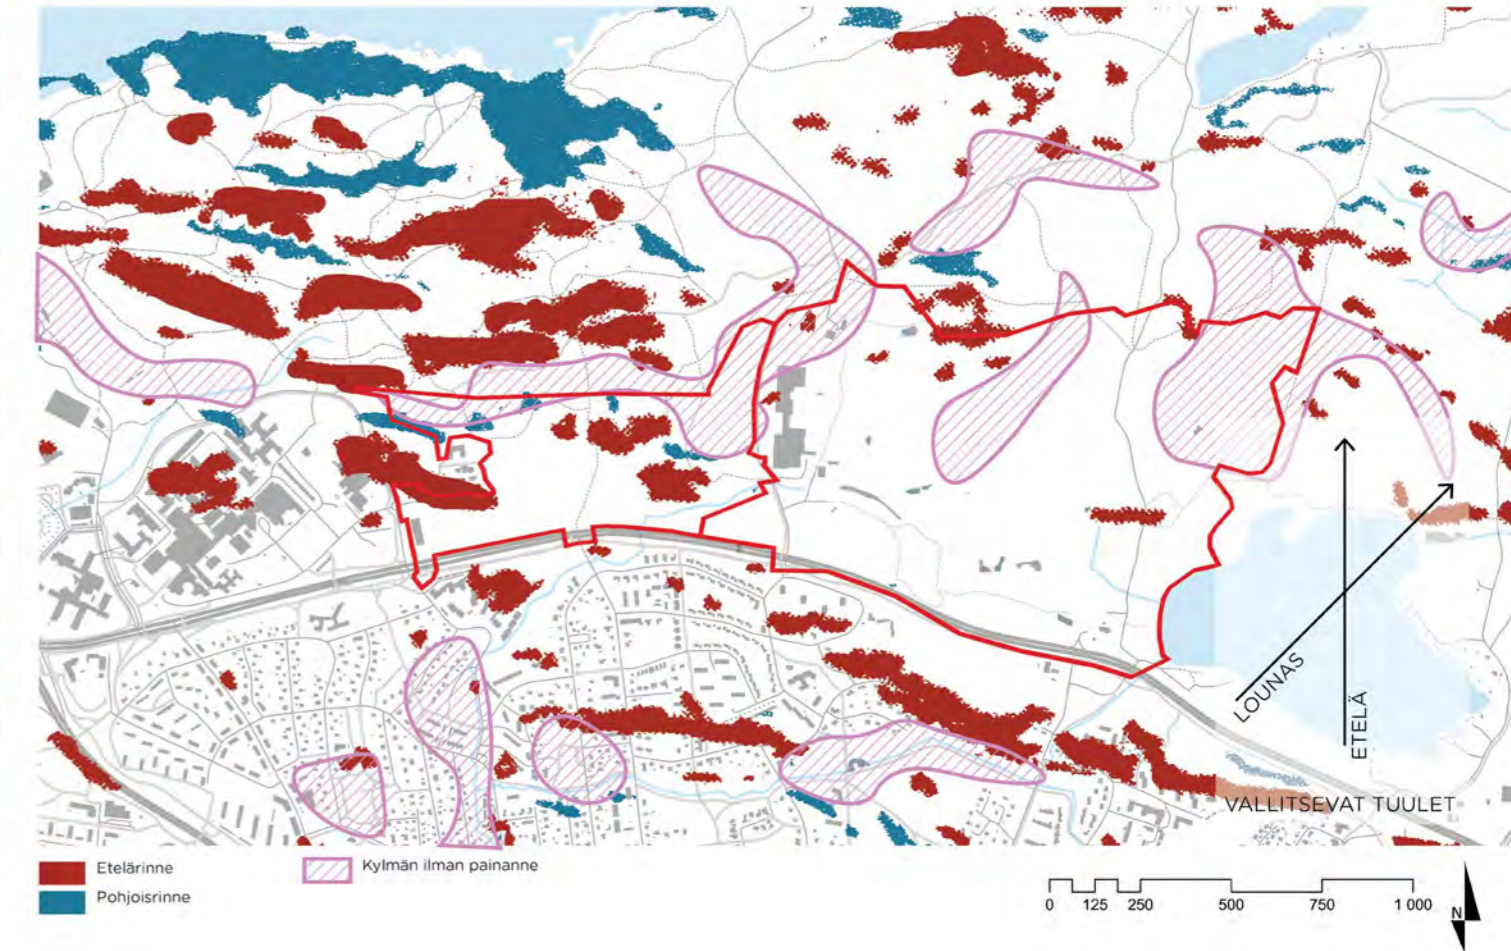 LOUNAS
ETELÄ
VALLITSEVAT TUULET
Etelärinne
Kylmän ilman painanne
Pohjoisrinne
0 125 250 500 750 1 000
N